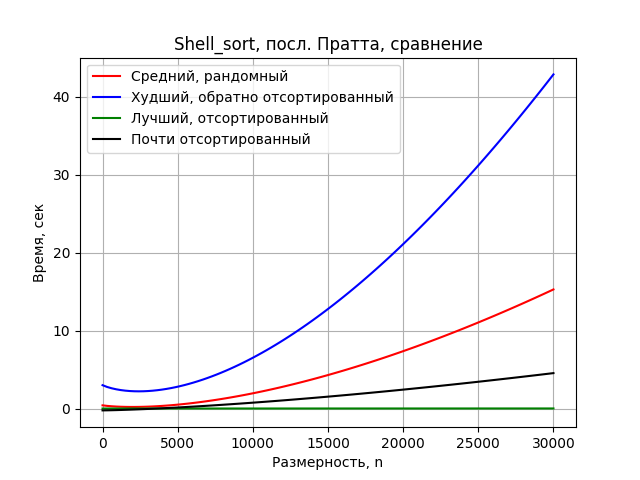 Shell_sort, посл. Пратта, сравнение
Средний, рандомный
Худший, обратно отсортированный
Лучший, отсортированный
Почти отсортированный
Время, сек
40
30
20
10
0
0 5000 10000 15000 20000 25000 30000
Размерность, n